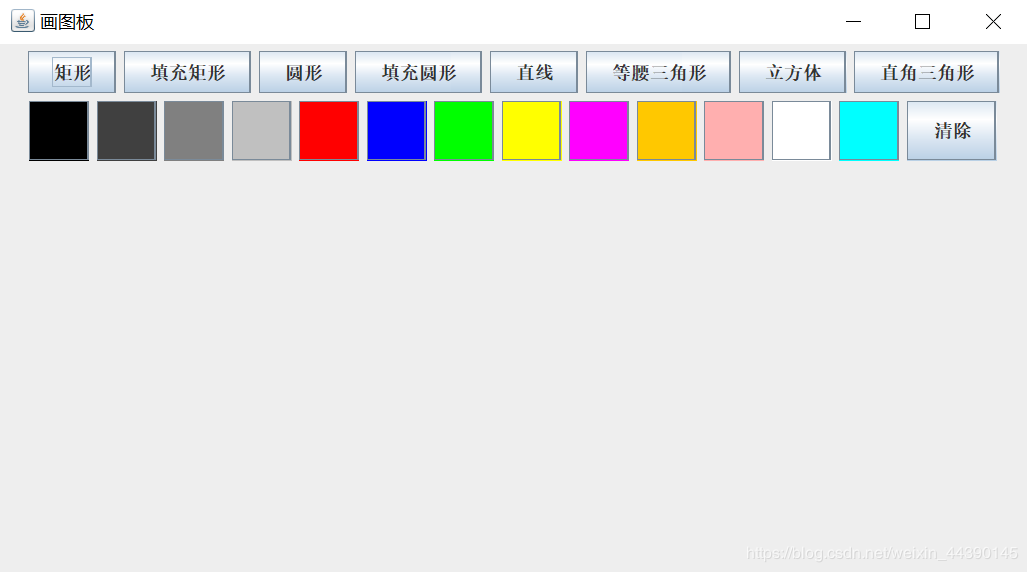 画图板
矩形 填充矩形 圆形 填充圆形 直线 等腰三角形 立方体 直角三角形
清除
https://blog.csdn.net/weixin_44390145